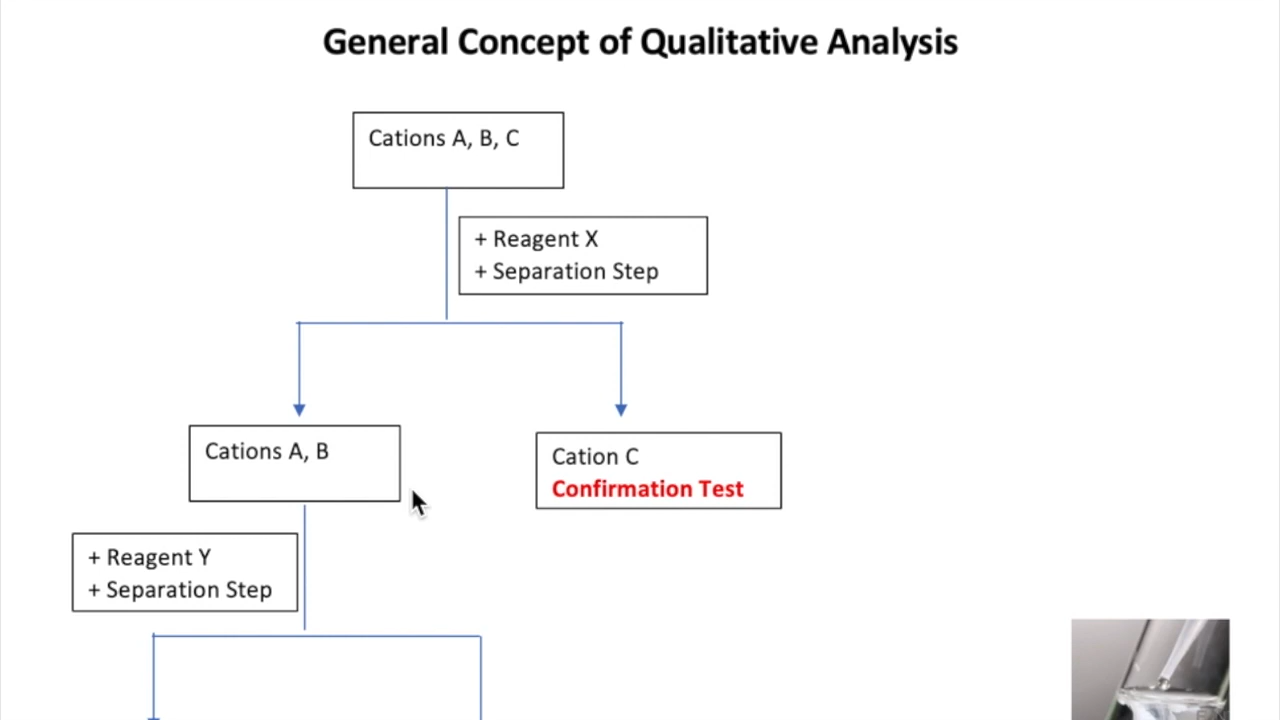 General Concept of Qualitative Analysis
Cations A, B, C
+ Reagent X
+ Separation Step
Cations A, B
Cation C
Confirmation Test
+ Reagent Y
+ Separation Step